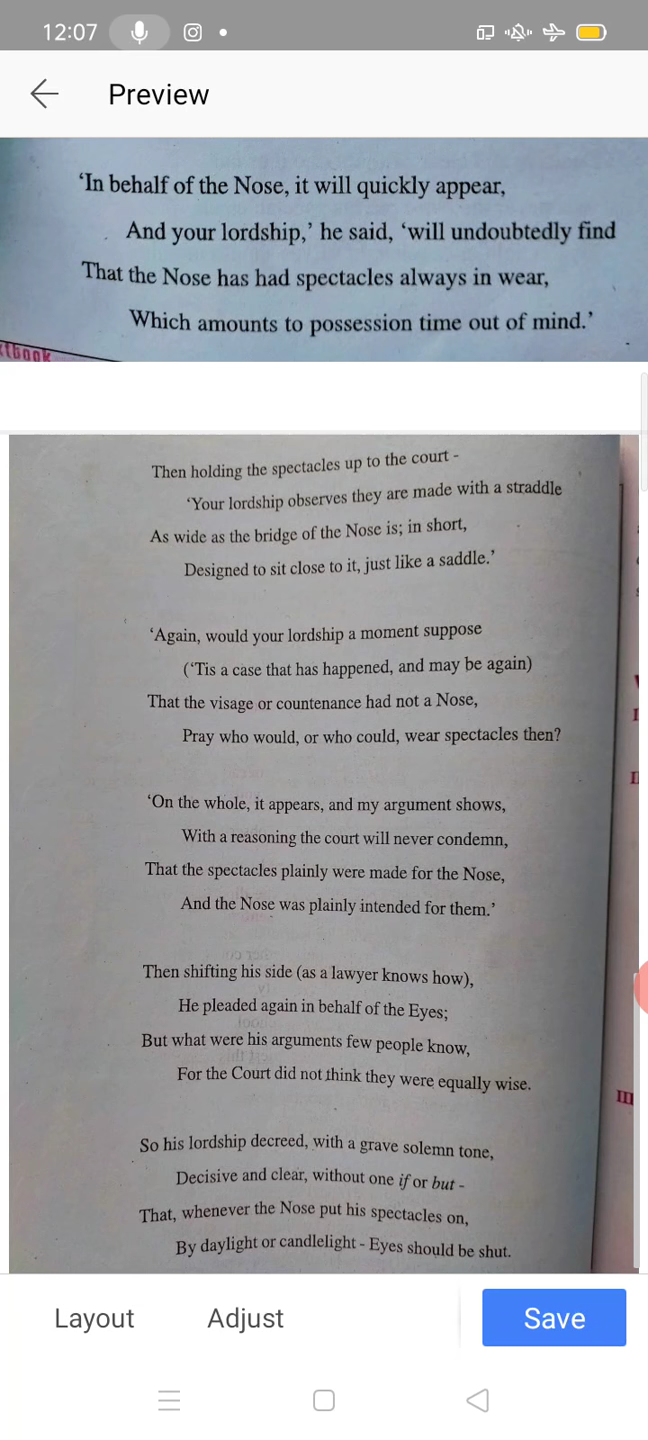 12:07
Preview
‘In behalf of the Nose, it will quickly appear,
And your lordship,’ he said, ‘will undoubtedly find
That the Nose has had spectacles always in wear,
Which amounts to possession time out of mind.’
Then holding the spectacles up to the court -
‘Your lordship observes they are made with a straddle
As wide as the bridge of the Nose is; in short,
Designed to sit close to it, just like a saddle.’
‘Again, would your lordship a moment suppose
(‘Tis a case that has happened, and may be again)
That the visage or countenance had not a Nose,
Pray who would, or who could, wear spectacles then?
‘On the whole, it appears, and my argument shows,
With a reasoning the court will never condemn,
That the spectacles plainly were made for the Nose,
And the Nose was plainly intended for them.’
Then shifting his side (as a lawyer knows how),
He pleaded again in behalf of the Eyes;
But what were his arguments few people know,
For the Court did not think they were equally wise.
So his lordship decreed, with a grave solemn tone,
Decisive and clear, without one if or but -
That, whenever the Nose put his spectacles on,
By daylight or candlelight - Eyes should be shut.
III
Layout Adjust Save